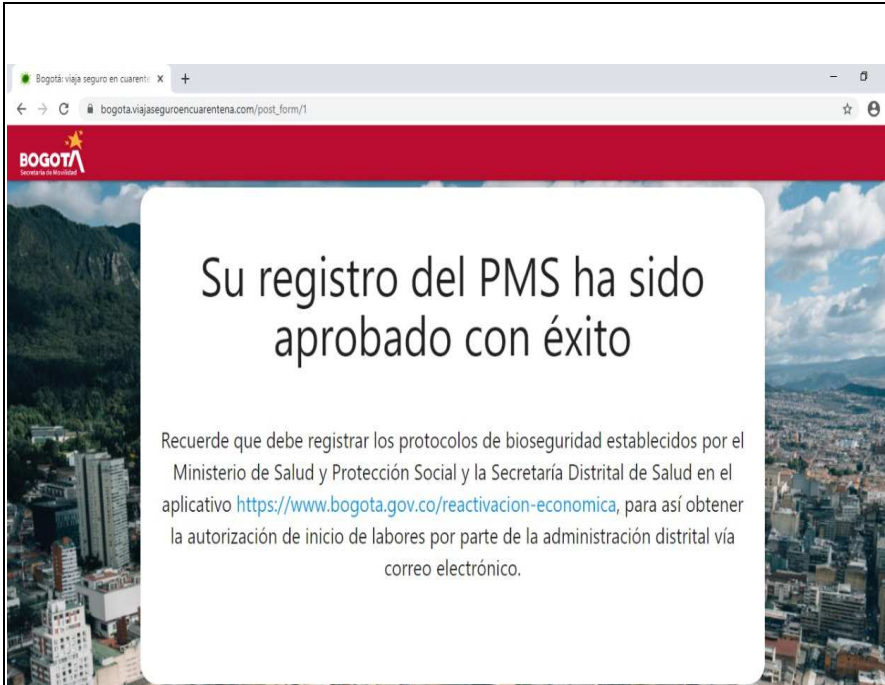 Bogotá: viaja seguro en cuarente
bogota.viajaseguroencuarentena.com/post_form/1
BOGOTÁ
Secretaría de Movilidad
Su registro del PMS ha sido
aprobado con éxito
Recuerde que debe registrar los protocolos de bioseguridad establecidos por el
Ministerio de Salud y Protección Social y la Secretaría Distrital de Salud en el
aplicativo https://www.bogota.gov.co/reactivacion-economica, para así obtener
la autorización de inicio de labores por parte de la administración distrital vía
correo electrónico.